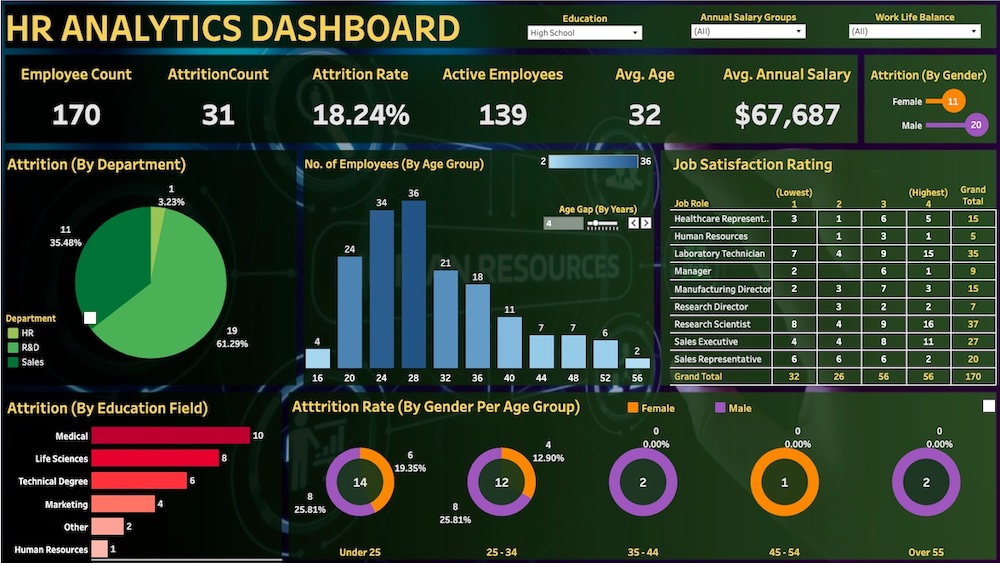 HR ANALYTICS DASHBOARD
Education
High School
Annual Salary Groups
(All)
Work Life Balance
(All)
Employee Count
170
AttritionCount
31
Attrition Rate
18.24%
Active Employees
139
Avg. Age
32
Avg. Annual Salary
$67,687
Attrition (By Gender)
Female 11
Male 20
Attrition (By Department)
1
3.23%
11
35.48%
19
61.29%
Department
HR
R&D
Sales
No. of Employees (By Age Group)
2 36
Age Gap (By Years)
4
4 24 34 36 21 18 11 7 7 6 2
16 20 24 28 32 36 40 44 48 52 56
HUMAN RESOURCES
Job Satisfaction Rating
(Lowest) (Highest) Grand
Job Role 1 2 3 4 Total
Healthcare Represent.. 3 1 6 5 15
Human Resources 1 3 1 5
Laboratory Technician 7 4 9 15 35
Manager 2 6 1 9
Manufacturing Director 2 3 7 3 15
Research Director 3 2 2 7
Research Scientist 8 4 9 16 37
Sales Executive 4 4 8 11 27
Sales Representative 6 6 6 2 20
Grand Total 32 26 56 56 170
Attrition (By Education Field)
Medical 10
Life Sciences 8
Technical Degree 6
Marketing 4
Other 2
Human Resources 1
Atttrition Rate (By Gender Per Age Group)
Female
Male
14
6
19.35%
8
25.81%
Under 25
12
4
12.90%
8
25.81%
25 - 34
0
0.00%
2
35 - 44
0
0.00%
1
45 - 54
0
0.00%
2
Over 55